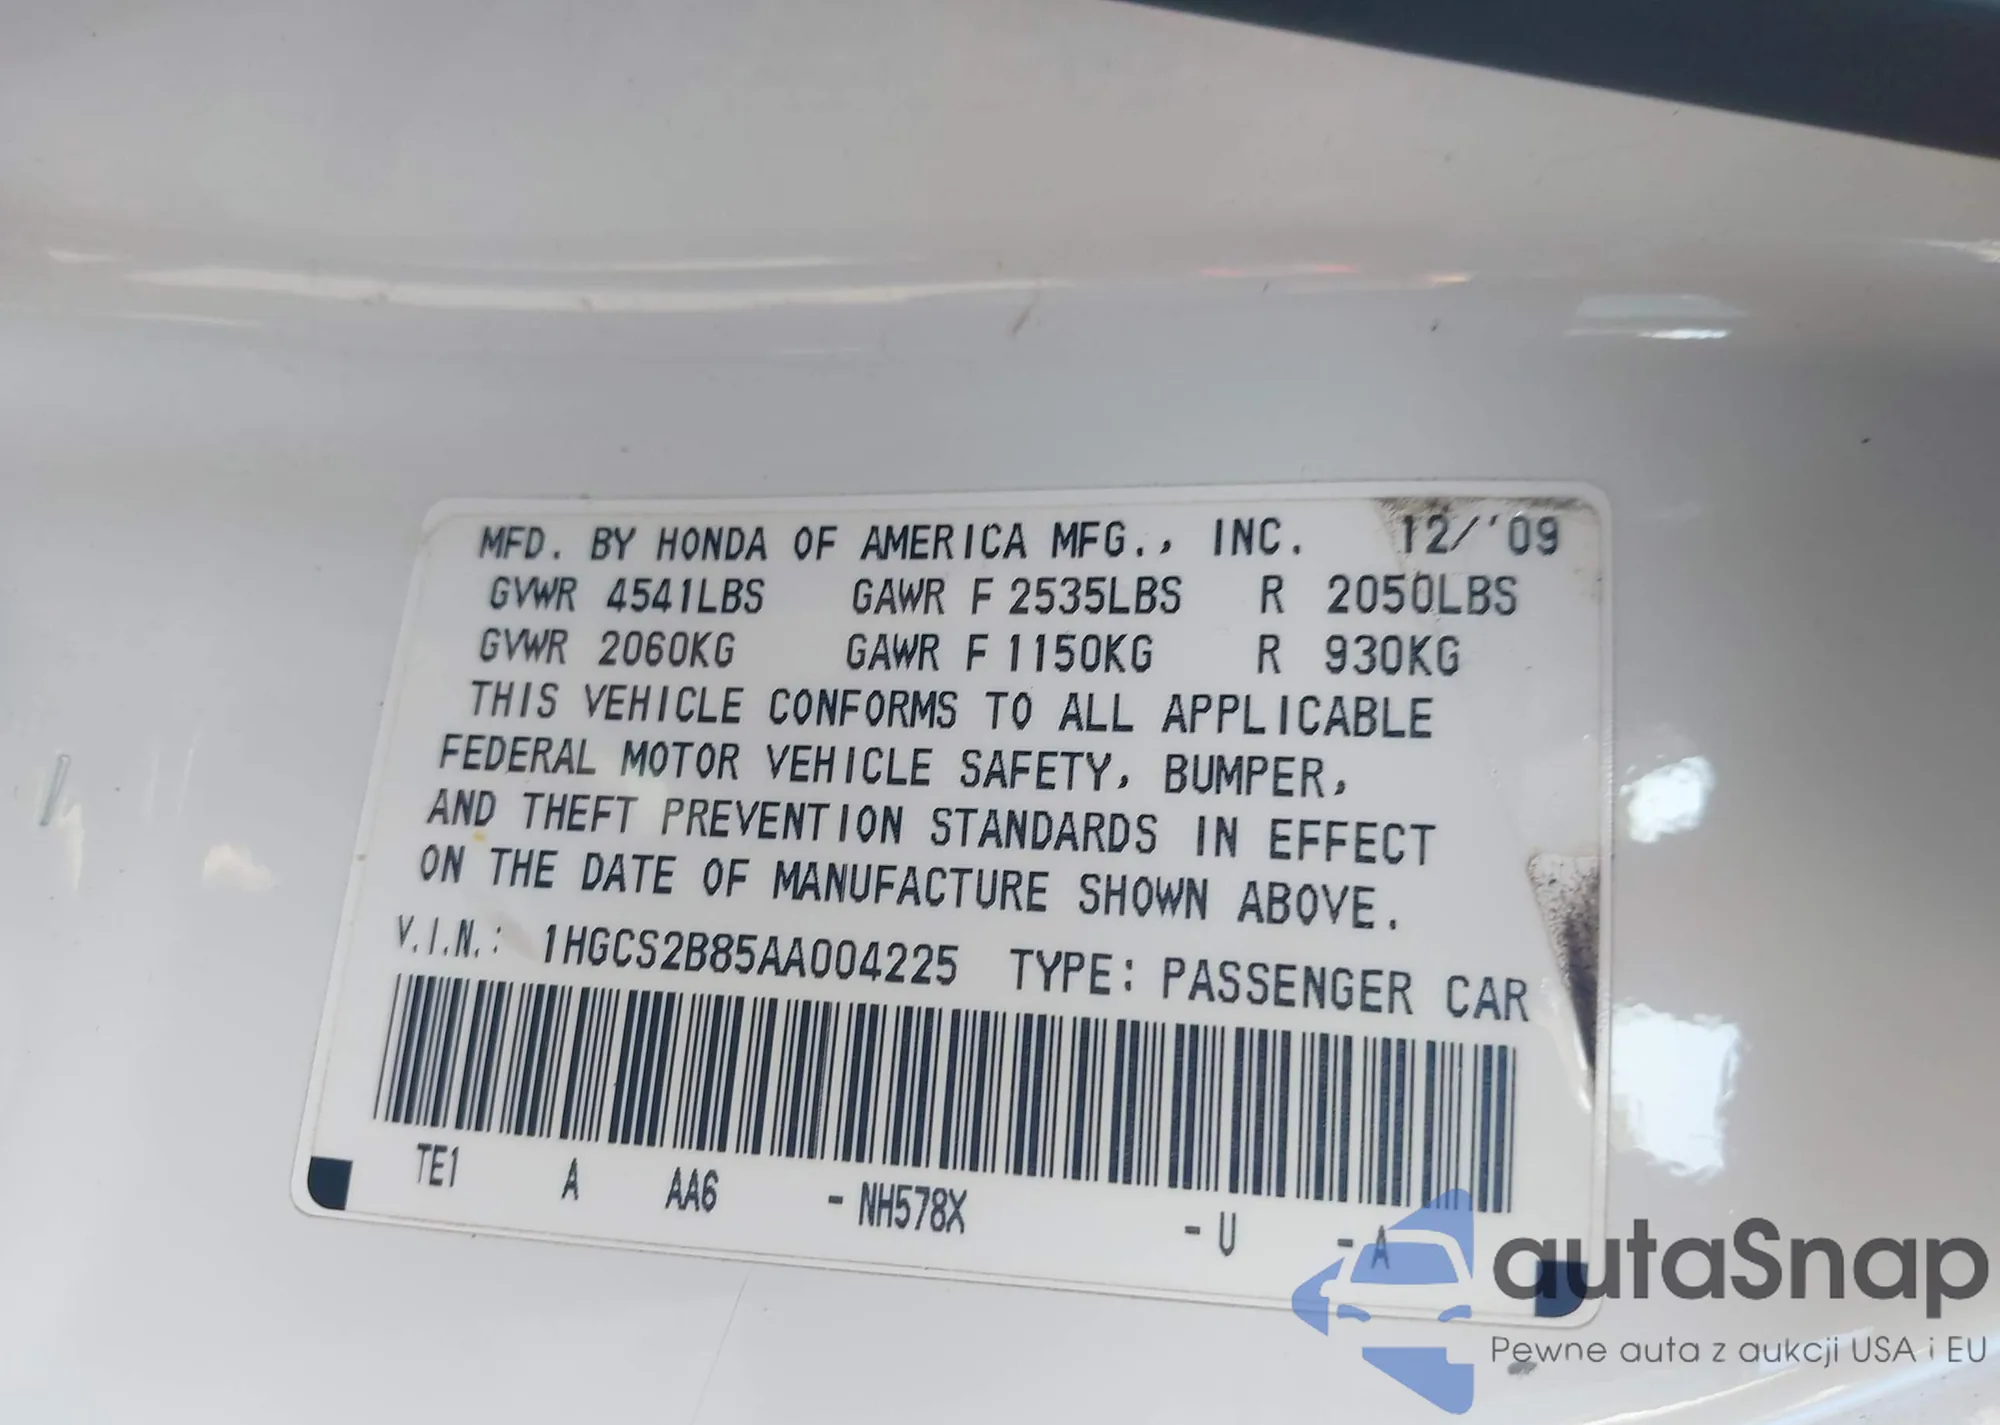 MFD. BY HONDA OF AMERICA MFG., INC. 12/'09
GVWR 4541LBS GAWR F 2535LBS R 2050LBS
GVWR 2060KG GAWR F 1150KG R 930KG
THIS VEHICLE CONFORMS TO ALL APPLICABLE
FEDERAL MOTOR VEHICLE SAFETY, BUMPER,
AND THEFT PREVENTION STANDARDS IN EFFECT
ON THE DATE OF MANUFACTURE SHOWN ABOVE.
V.I.N.: 1HGCS2B85AA004225 TYPE: PASSENGER CAR
TE1 A AA6 - NH578X - U - A
autaSnap
Pewne auta z aukcji USA i EU